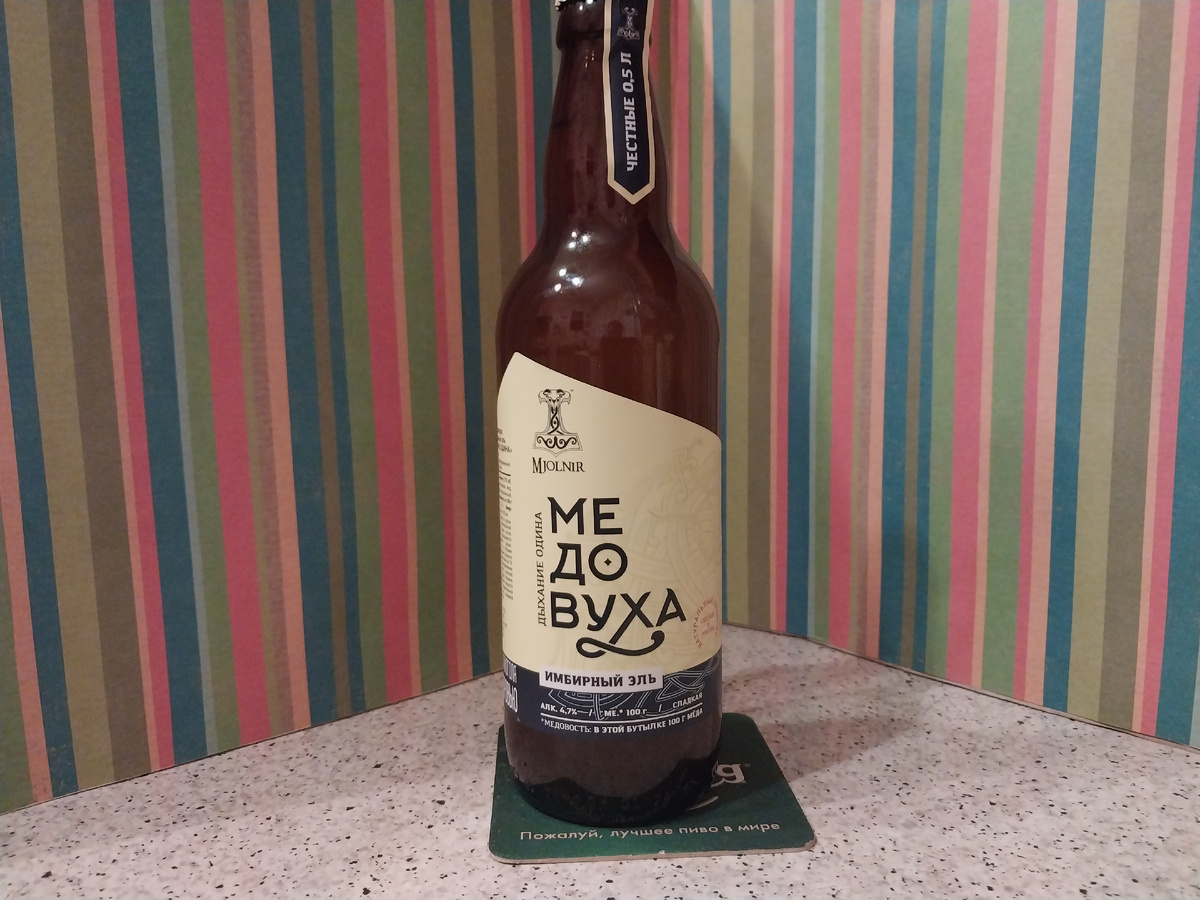 ЧЕСТНЫЕ 0,5 Л
MJOLNIR
ДЫХАНИЕ ОДИНА
МЕ
ДО
ВУХА
ИМБИРНЫЙ ЭЛЬ
АЛК. 4,7% / МЕ.* 100 г / СЛАДКАЯ
*МЕДОВОСТЬ: В ЭТОЙ БУТЫЛКЕ 100 Г МЁДА
Пожалуй, лучшее пиво в мире